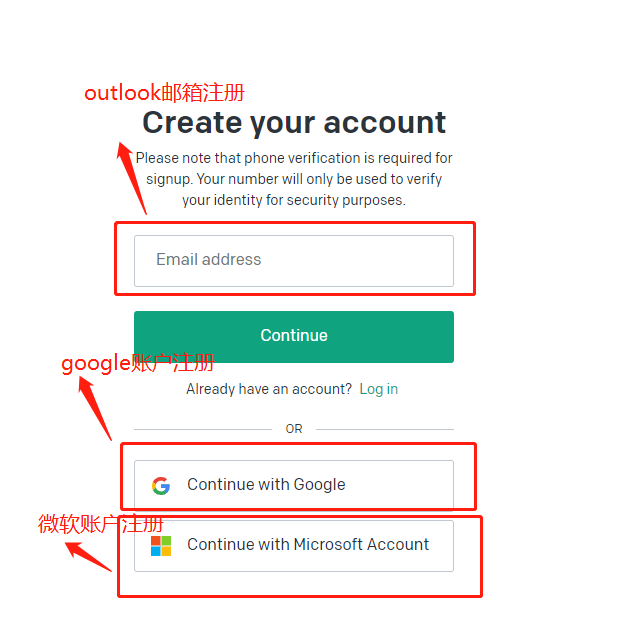 outlook邮箱注册
Create your account
Please note that phone verification is required for
signup. Your number will only be used to verify
your identity for security purposes.
Email address
Continue
google账户注册
Already have an account? Log in
OR
Continue with Google
微软账户注册
Continue with Microsoft Account